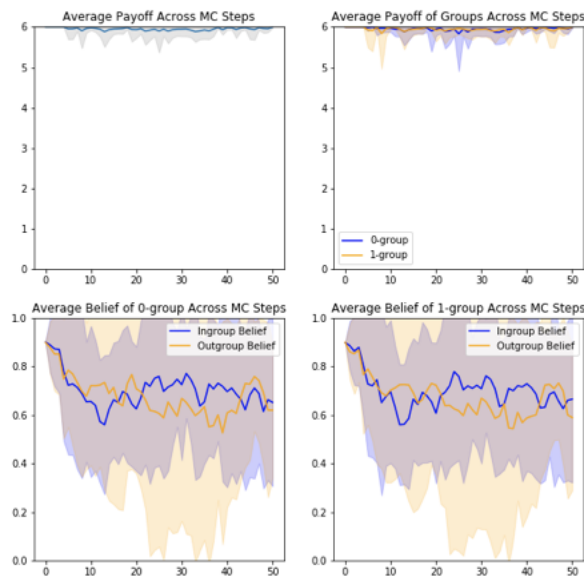 Average Payoff Across MC Steps
6
5
4
3
2
1
0
0 10 20 30 40 50
Average Payoff of Groups Across MC Steps
6
5
4
3
2
1
0
0-group
1-group
0 10 20 30 40 50
Average Belief of 0-group Across MC Steps
1.0
0.8
0.6
0.4
0.2
0.0
Ingroup Belief
Outgroup Belief
0 10 20 30 40 50
Average Belief of 1-group Across MC Steps
1.0
0.8
0.6
0.4
0.2
0.0
Ingroup Belief
Outgroup Belief
0 10 20 30 40 50